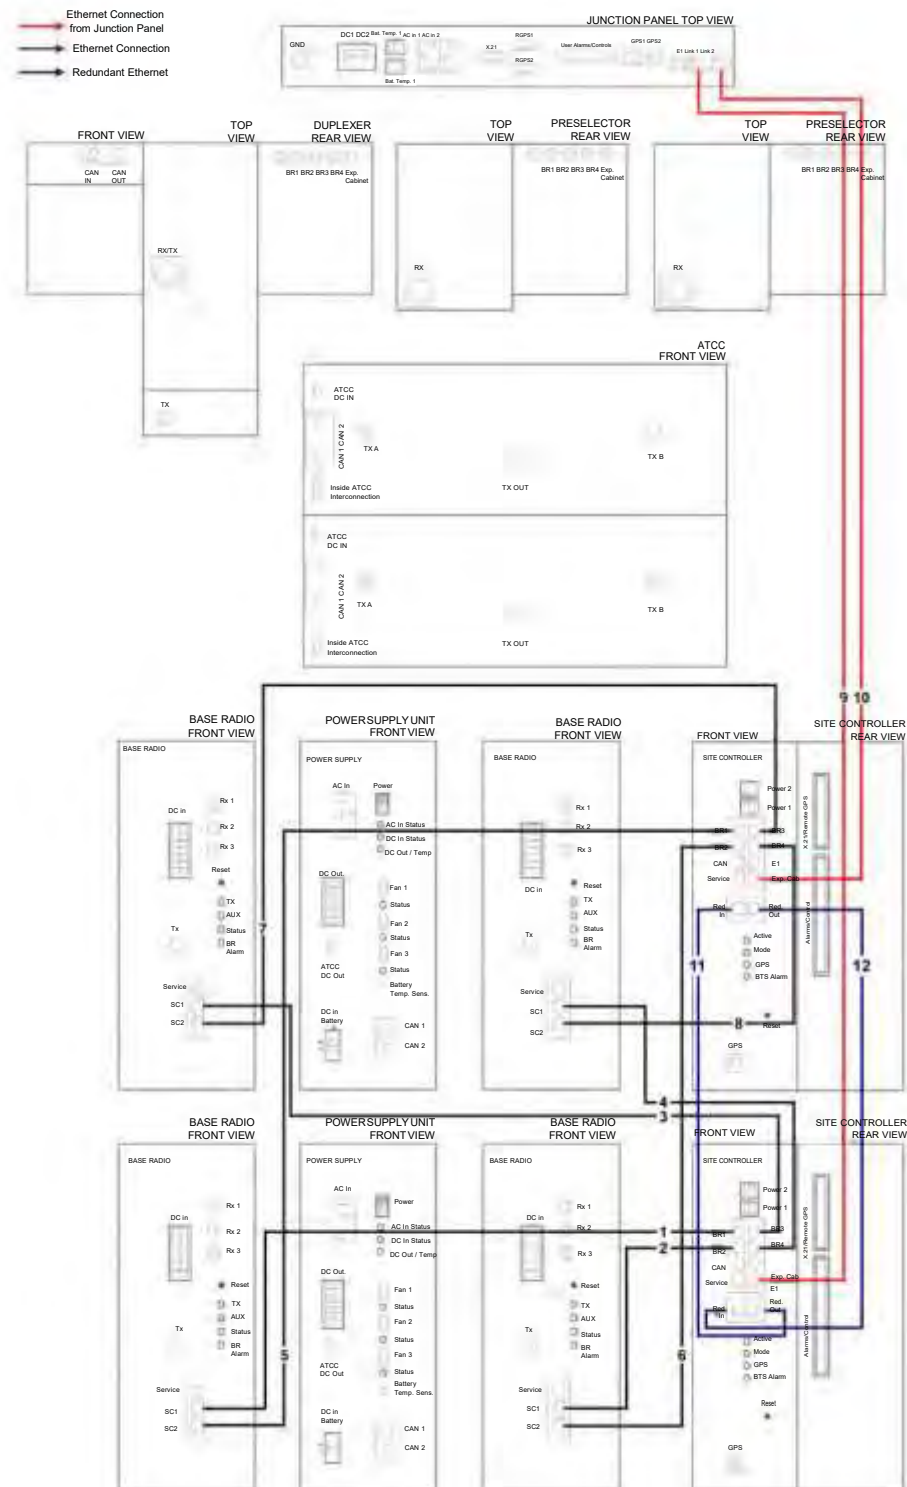 Ethernet Connection
from Junction Panel
Ethernet Connection
Redundant Ethernet
JUNCTION PANEL TOP VIEW
GND
DC1 DC2
Bat. Temp. 1
AC in 1 AC in 2
X.21
RGPS1
RGPS2
User Alarms/Controls
GPS1 GPS2
E1 Link 1 Link 2
Bat. Temp. 1
FRONT VIEW
TOP
VIEW
DUPLEXER
REAR VIEW
CAN
IN
CAN
OUT
BR1 BR2 BR3 BR4 Exp.
Cabinet
RX/TX
TX
TOP
VIEW
PRESELECTOR
REAR VIEW
BR1 BR2 BR3 BR4 Exp.
Cabinet
RX
TOP
VIEW
PRESELECTOR
REAR VIEW
BR1 BR2 BR3 BR4 Exp.
Cabinet
RX
ATCC
FRONT VIEW
ATCC
DC IN
CAN 1 CAN 2
TX A
TX B
Inside ATCC
Interconnection
TX OUT
ATCC
DC IN
CAN 1 CAN 2
TX A
TX B
Inside ATCC
Interconnection
TX OUT
9 10
BASE RADIO
FRONT VIEW
BASE RADIO
DC in
Rx 1
Rx 2
Rx 3
Reset
TX
AUX
Status
BR
Alarm
Tx
7
Service
SC1
SC2
POWER SUPPLY UNIT
FRONT VIEW
POWER SUPPLY
AC In
Power
AC In Status
DC In Status
DC Out / Temp
DC Out.
Fan 1
Status
Fan 2
Status
Fan 3
Status
ATCC
DC Out
Battery
Temp. Sens.
DC in
Battery
CAN 1
CAN 2
BASE RADIO
FRONT VIEW
BASE RADIO
Rx 1
Rx 2
Rx 3
DC in
Reset
TX
AUX
Status
BR
Alarm
Tx
Service
SC1
SC2
SITE CONTROLLER
REAR VIEW
FRONT VIEW
SITE CONTROLLER
Power 2
Power 1
BR1
BR3
BR2
BR4
CAN
E1
Service
Exp. Cab
Red.
In
Red.
Out
Active
Mode
GPS
BTS Alarm
11
12
8
Reset
GPS
X.21/Remote GPS
Alarms/Control
4
3
BASE RADIO
FRONT VIEW
BASE RADIO
DC in
Rx 1
Rx 2
Rx 3
Reset
TX
AUX
Status
BR
Alarm
Tx
5
Service
SC1
SC2
POWER SUPPLY UNIT
FRONT VIEW
POWER SUPPLY
AC In
Power
AC In Status
DC In Status
DC Out / Temp
DC Out.
Fan 1
Status
Fan 2
Status
Fan 3
Status
ATCC
DC Out
Battery
Temp. Sens.
DC in
Battery
CAN 1
CAN 2
BASE RADIO
FRONT VIEW
BASE RADIO
DC in
Rx 1
Rx 2
Rx 3
Reset
TX
AUX
Status
BR
Alarm
Tx
6
Service
SC1
SC2
1
2
SITE CONTROLLER
REAR VIEW
FRONT VIEW
SITE CONTROLLER
Power 2
Power 1
BR1
BR3
BR2
BR4
CAN
Exp. Cab
Service
E1
Red.
In
Red.
Out
Active
Mode
GPS
BTS Alarm
Reset
GPS
X.21/Remote GPS
Alarms/Control